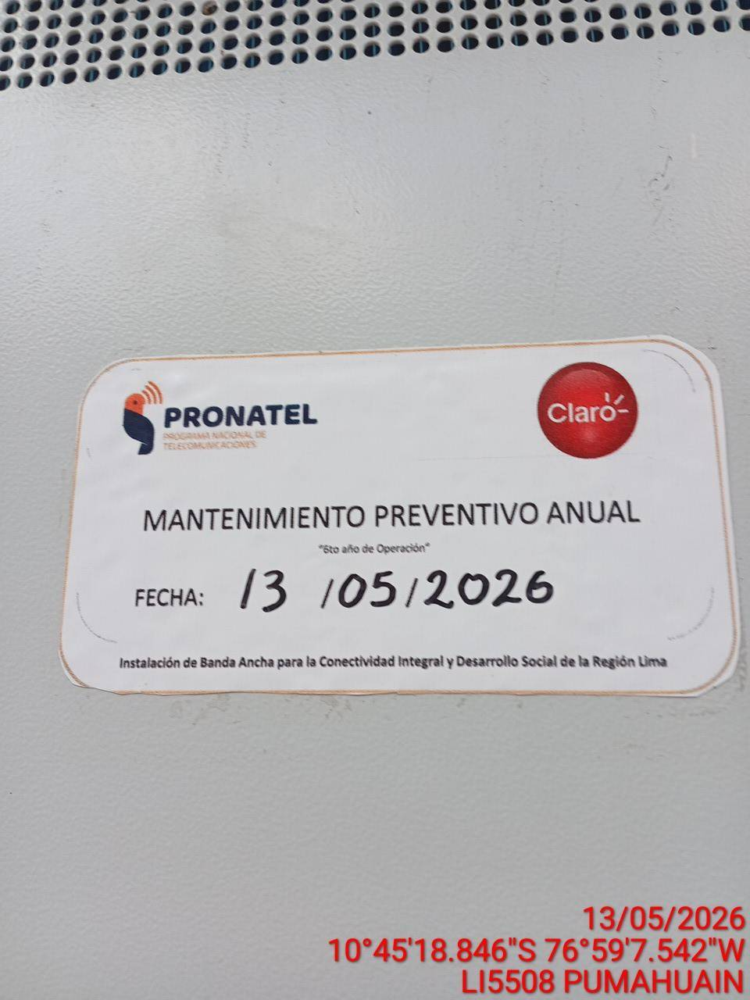 PRONATEL
PROGRAMA NACIONAL DE
TELECOMUNICACIONES
Claro
MANTENIMIENTO PREVENTIVO ANUAL
"6to año de Operación"
FECHA: 13 /05/2026
Instalación de Banda Ancha para la Conectividad Integral y Desarrollo Social de la Región Lima
13/05/2026
10°45'18.846"S 76°59'7.542"W
LI5508 PUMAHUAIN